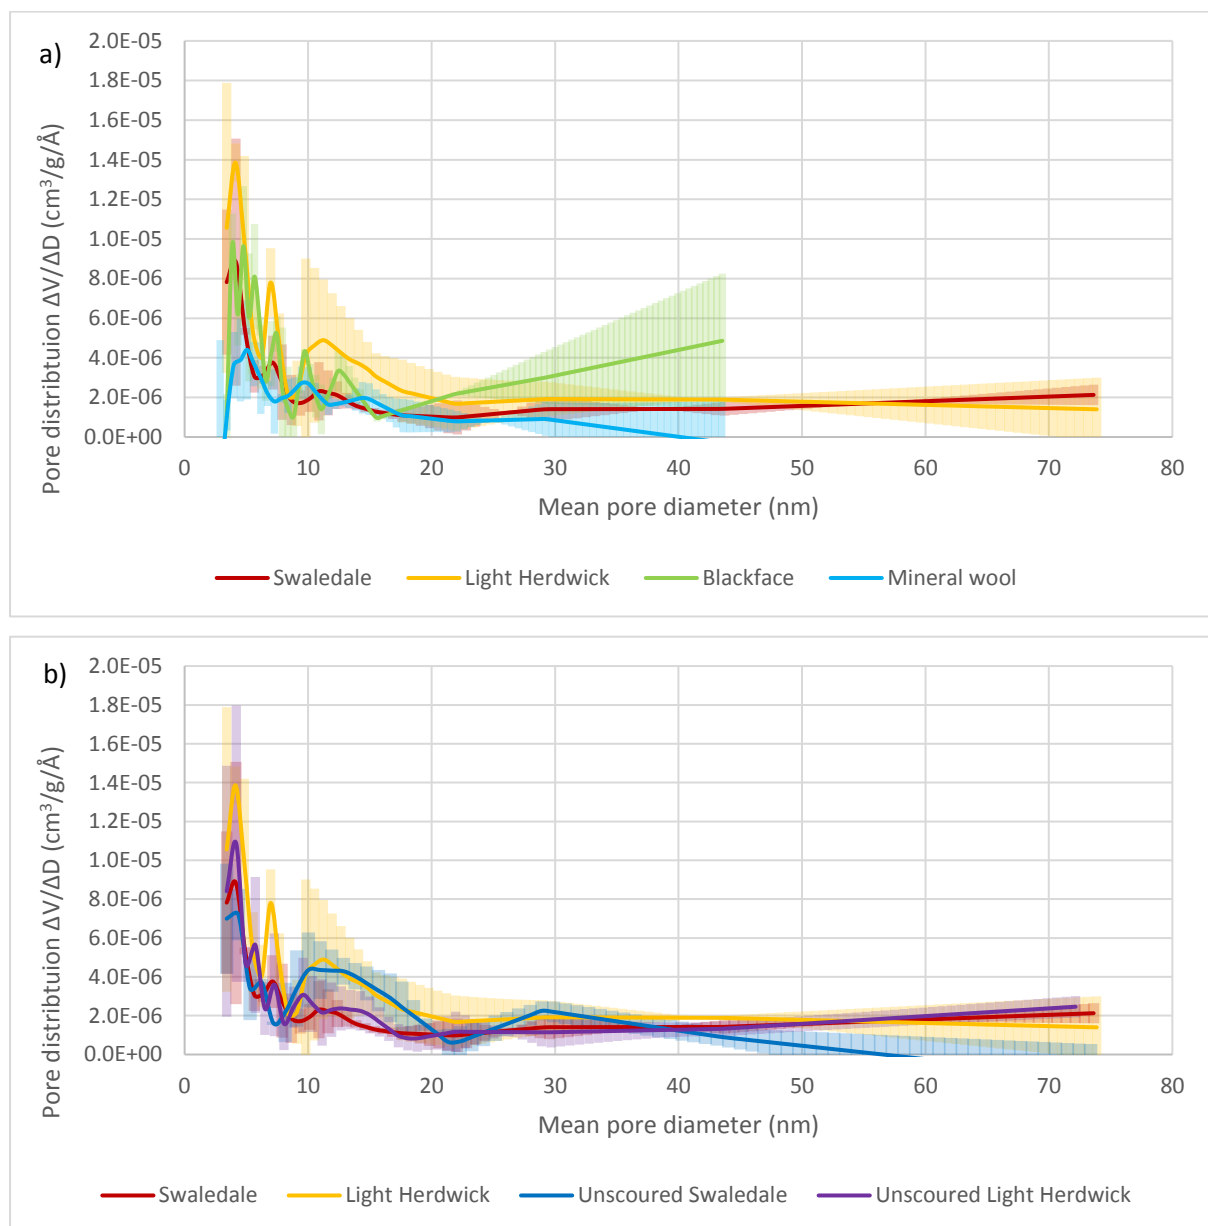 a)
2.0E-05
1.8E-05
1.6E-05
1.4E-05
1.2E-05
1.0E-05
8.0E-06
6.0E-06
4.0E-06
2.0E-06
0.0E+00
Pore distribtuion ΔV/ΔD (cm³/g/Å)
0 10 20 30 40 50 60 70 80
Mean pore diameter (nm)
Swaledale Light Herdwick Blackface Mineral wool
b)
2.0E-05
1.8E-05
1.6E-05
1.4E-05
1.2E-05
1.0E-05
8.0E-06
6.0E-06
4.0E-06
2.0E-06
0.0E+00
Pore distribtuion ΔV/ΔD (cm³/g/Å)
0 10 20 30 40 50 60 70 80
Mean pore diameter (nm)
Swaledale Light Herdwick Unscoured Swaledale Unscoured Light Herdwick